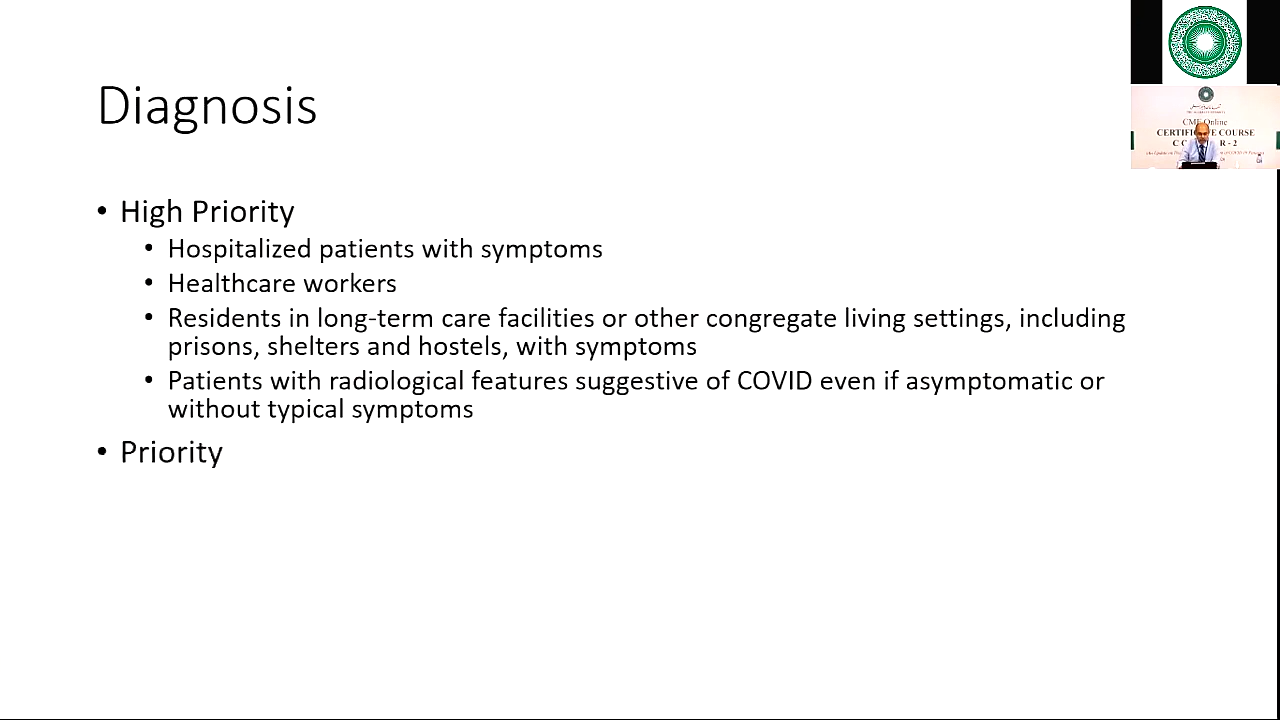 Diagnosis
• High Priority
• Hospitalized patients with symptoms
• Healthcare workers
• Residents in long-term care facilities or other congregate living settings, including
prisons, shelters and hostels, with symptoms
• Patients with radiological features suggestive of COVID even if asymptomatic or
without typical symptoms
• Priority
CME Online
COURSE